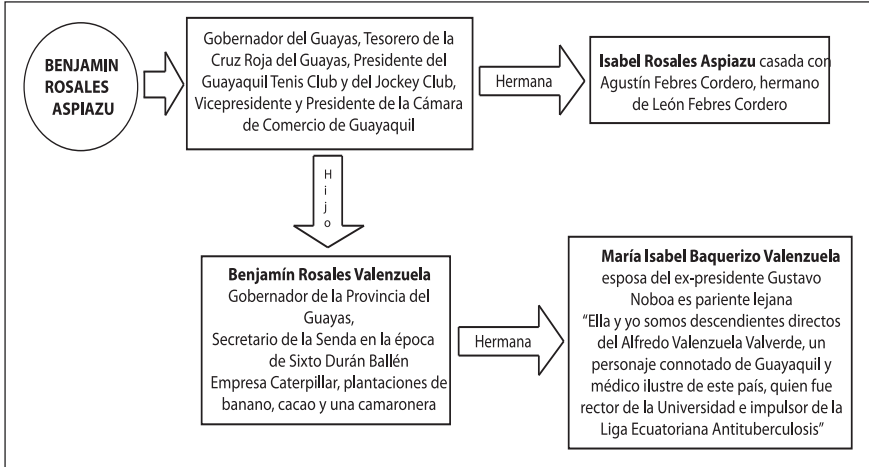 BENJAMIN
ROSALES
ASPIAZU
Gobernador del Guayas, Tesorero de la
Cruz Roja del Guayas, Presidente del
Guayaquil Tenis Club y del Jockey Club,
Vicepresidente y Presidente de la Cámara
de Comercio de Guayaquil
Hermana
Isabel Rosales Aspiazu casada con
Agustín Febres Cordero, hermano
de León Febres Cordero
H
i
j
o
Benjamín Rosales Valenzuela
Gobernador de la Provincia del
Guayas,
Secretario de la Senda en la época
de Sixto Durán Ballén
Empresa Caterpillar, plantaciones de
banano, cacao y una camaronera
Hermana
María Isabel Baquerizo Valenzuela
esposa del ex-presidente Gustavo
Noboa es pariente lejana
“Ella y yo somos descendientes directos
del Alfredo Valenzuela Valverde, un
personaje connotado de Guayaquil y
médico ilustre de este país, quien fue
rector de la Universidad e impulsor de la
Liga Ecuatoriana Antituberculosis”